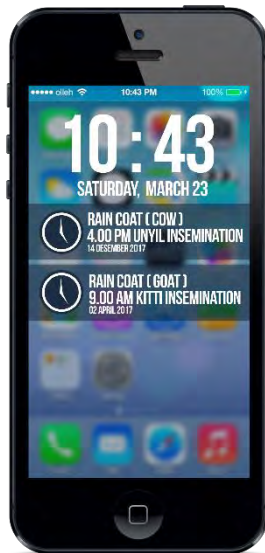 olleh 10:43 PM 100%
10:43
SATURDAY, MARCH 23
RAIN COAT ( COW )
4.00 PM UNYIL INSEMINATION
14 DESEMBER 2017
RAIN COAT ( GOAT )
9.00 AM KITTI INSEMINATION
02 APRIL 2017